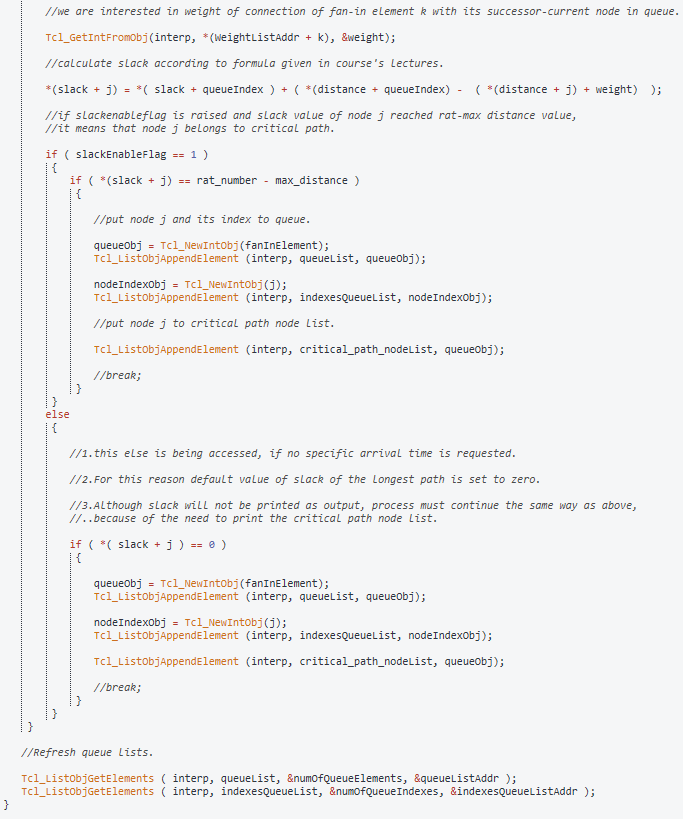 //we are interested in weight of connection of fan-in element k with its successor-current node in queue.
Tcl_GetIntFromObj(interp, *(WeightListAddr + k), &weight);
//calculate slack according to formula given in course's lectures.
*(slack + j) = *( slack + queueIndex ) + ( *(distance + queueIndex) -  ( *(distance + j) + weight)  );
//if slackenableflag is raised and slack value of node j reached rat-max distance value,
//it means that node j belongs to critical path.
if ( slackEnableFlag == 1 )
{
if ( *(slack + j) == rat_number - max_distance )
{
//put node j and its index to queue.
queueObj = Tcl_NewIntObj(fanInElement);
Tcl_ListObjAppendElement (interp, queueList, queueObj);
nodeIndexObj = Tcl_NewIntObj(j);
Tcl_ListObjAppendElement (interp, indexesQueueList, nodeIndexObj);
//put node j to critical path node list.
Tcl_ListObjAppendElement (interp, critical_path_nodeList, queueObj);
//break;
}
}
else
{
//1.this else is being accessed, if no specific arrival time is requested.
//2.For this reason default value of slack of the longest path is set to zero.
//3.Although slack will not be printed as output, process must continue the same way as above,
//..because of the need to print the critical path node list.
if ( *( slack + j ) == 0 )
{
queueObj = Tcl_NewIntObj(fanInElement);
Tcl_ListObjAppendElement (interp, queueList, queueObj);
nodeIndexObj = Tcl_NewIntObj(j);
Tcl_ListObjAppendElement (interp, indexesQueueList, nodeIndexObj);
Tcl_ListObjAppendElement (interp, critical_path_nodeList, queueObj);
//break;
}
}
}
//Refresh queue lists.
Tcl_ListObjGetElements ( interp, queueList, &numOfQueueElements, &queueListAddr );
Tcl_ListObjGetElements ( interp, indexesQueueList, &numOfQueueIndexes, &indexesQueueListAddr );
}